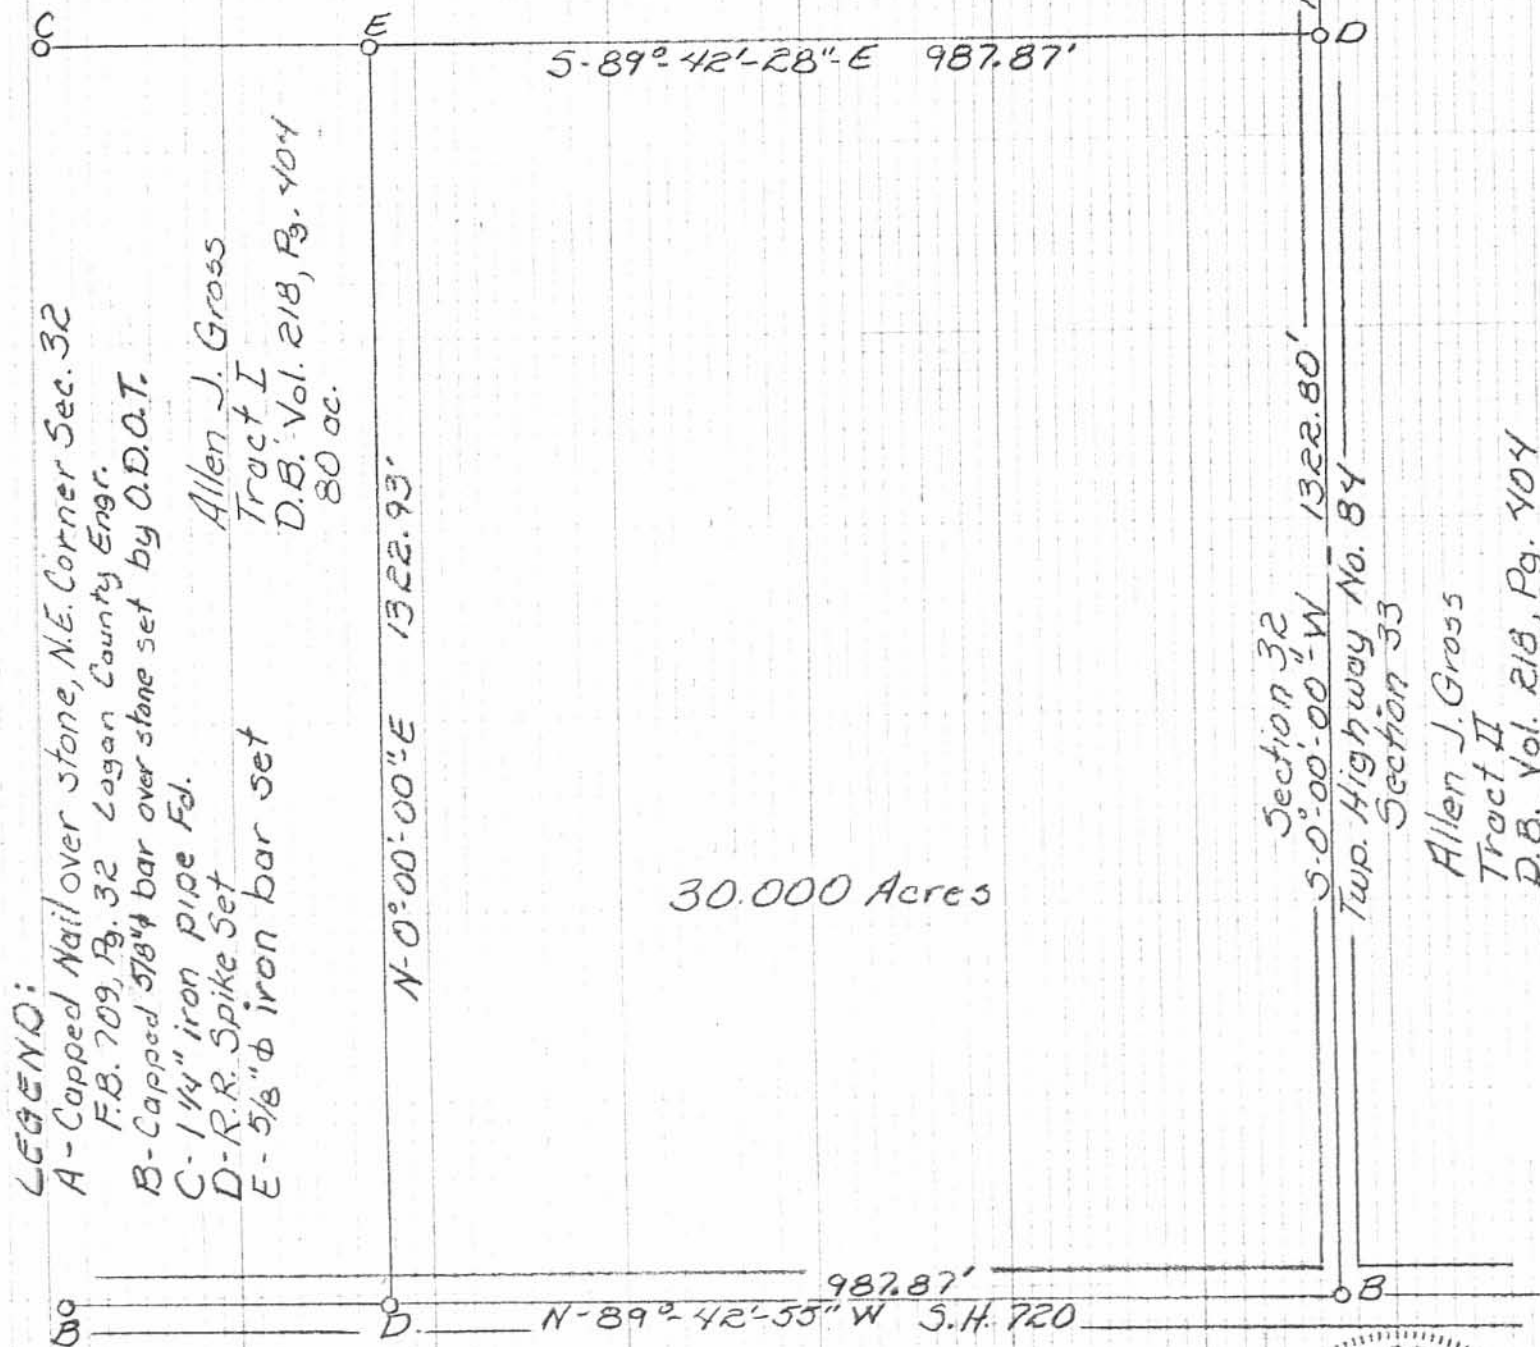 C
E
D
S-89°-42'-28"-E 987.87'
LEGEND:
A-Capped Nail over stone, N.E. Corner Sec. 32
F.B. 709, Pg. 32 Logan County Engr.
B-Capped 5/8"ϕ bar over stone set by O.D.O.T.
C-1 1/4" iron pipe Fd.
D-R.R. Spike Set
E-5/8"ϕ iron bar set
Allen J. Gross
Tract I
D.B. Vol. 218, Pg. 404
80 ac.
N-0°-00'-00"-E 1322.93'
30.000 Acres
Section 32
S-0°-00'-00"-W 1322.80'
Twp. Highway No. 84
Section 33
Allen J. Gross
Tract II
D.B. Vol. 218, Pg. 404
987.87'
B
D
N-89°-42'-55"W S.H. 720
B